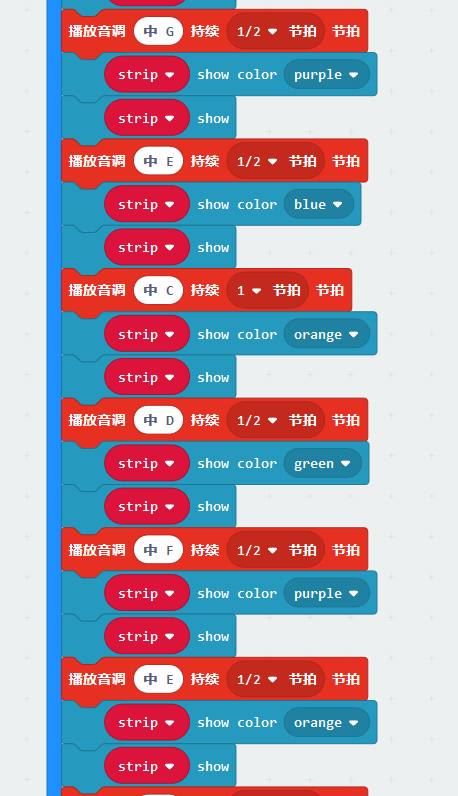 播放音调 中 G 持续 1/2 节拍 节拍
strip show color purple
strip show
播放音调 中 E 持续 1/2 节拍 节拍
strip show color blue
strip show
播放音调 中 C 持续 1 节拍 节拍
strip show color orange
strip show
播放音调 中 D 持续 1/2 节拍 节拍
strip show color green
strip show
播放音调 中 F 持续 1/2 节拍 节拍
strip show color purple
strip show
播放音调 中 E 持续 1/2 节拍 节拍
strip show color orange
strip show